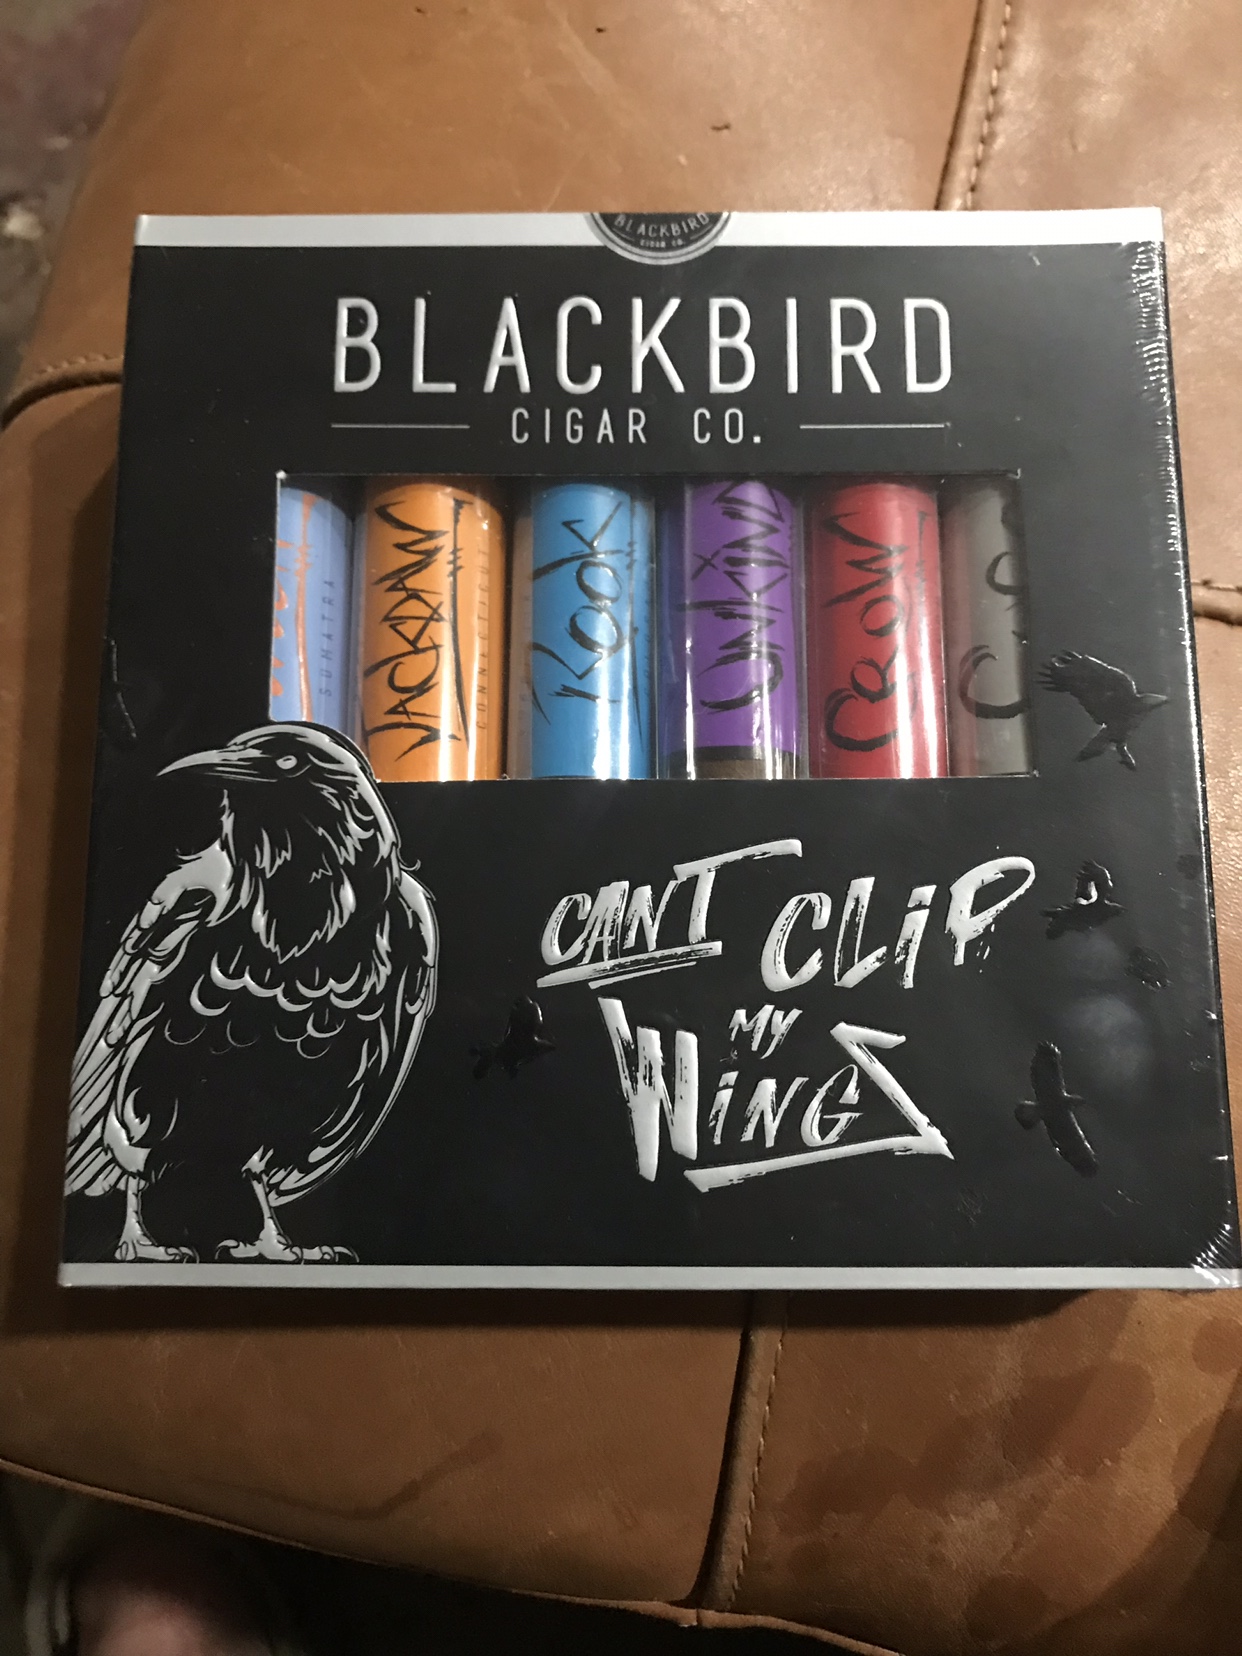 BLACKBIRD
CIGAR CO.
BLACKBIRD
CIGAR CO.
SUMATRA
JACKDAW
CONNECTICUT
ROOK
UNKIND
CROW
CANT CLIP
MY
WINGS